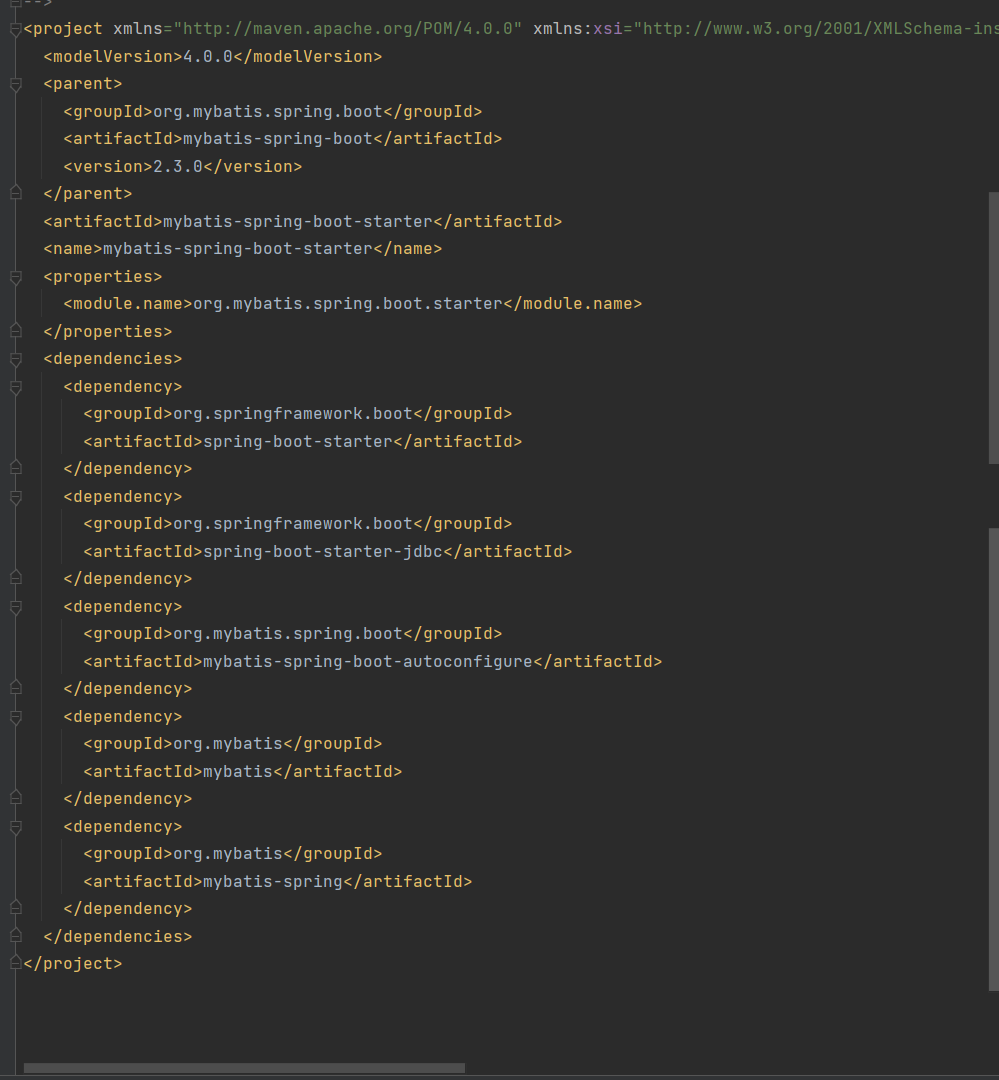 -->
<project xmlns="http://maven.apache.org/POM/4.0.0" xmlns:xsi="http://www.w3.org/2001/XMLSchema-ins
<modelVersion>4.0.0</modelVersion>
<parent>
<groupId>org.mybatis.spring.boot</groupId>
<artifactId>mybatis-spring-boot</artifactId>
<version>2.3.0</version>
</parent>
<artifactId>mybatis-spring-boot-starter</artifactId>
<name>mybatis-spring-boot-starter</name>
<properties>
<module.name>org.mybatis.spring.boot.starter</module.name>
</properties>
<dependencies>
<dependency>
<groupId>org.springframework.boot</groupId>
<artifactId>spring-boot-starter</artifactId>
</dependency>
<dependency>
<groupId>org.springframework.boot</groupId>
<artifactId>spring-boot-starter-jdbc</artifactId>
</dependency>
<dependency>
<groupId>org.mybatis.spring.boot</groupId>
<artifactId>mybatis-spring-boot-autoconfigure</artifactId>
</dependency>
<dependency>
<groupId>org.mybatis</groupId>
<artifactId>mybatis</artifactId>
</dependency>
<dependency>
<groupId>org.mybatis</groupId>
<artifactId>mybatis-spring</artifactId>
</dependency>
</dependencies>
</project>